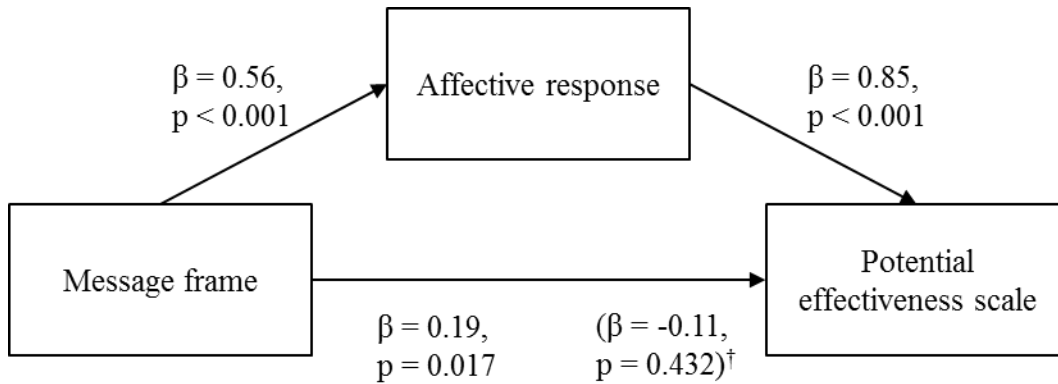 β = 0.56,
p < 0.001
Affective response
β = 0.85,
p < 0.001
Message frame
Potential
effectiveness scale
β = 0.19,
p = 0.017
(β = -0.11,
p = 0.432)†